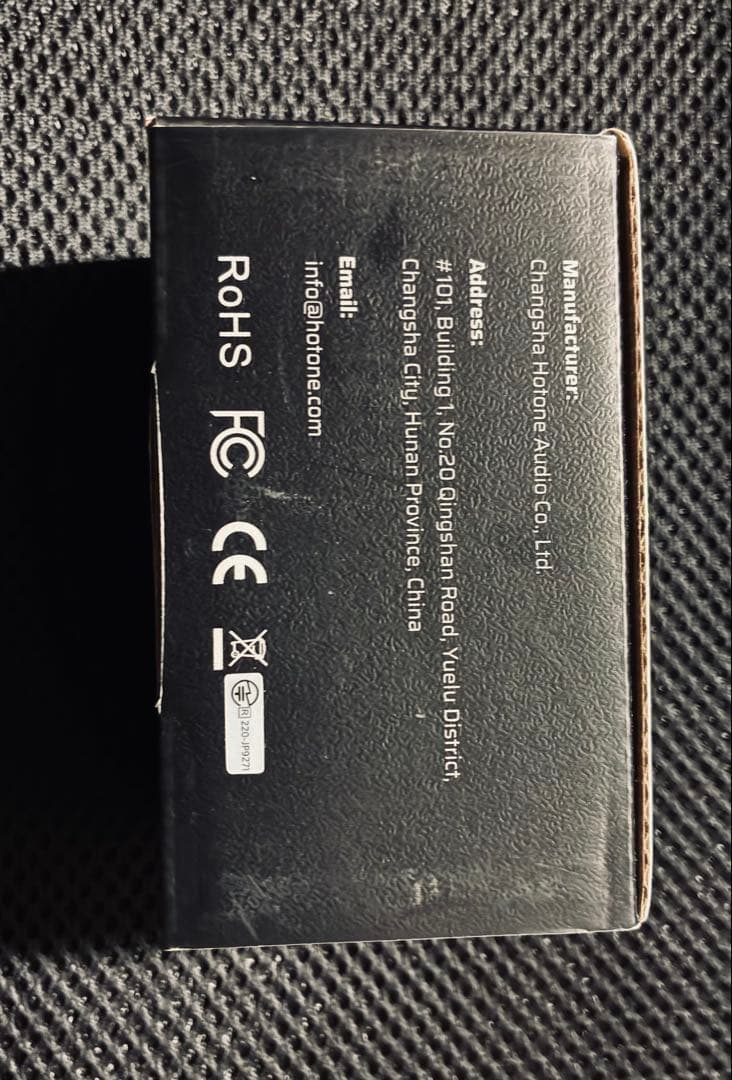 Manufacturer:
Changsha Hotone Audio Co., Ltd.
Address:
#101, Building 1, No.20 Qingshan Road, Yuelu District,
Changsha City, Hunan Province, China
Email:
info@hotone.com
RoHS FC CE
R 220-JP9271